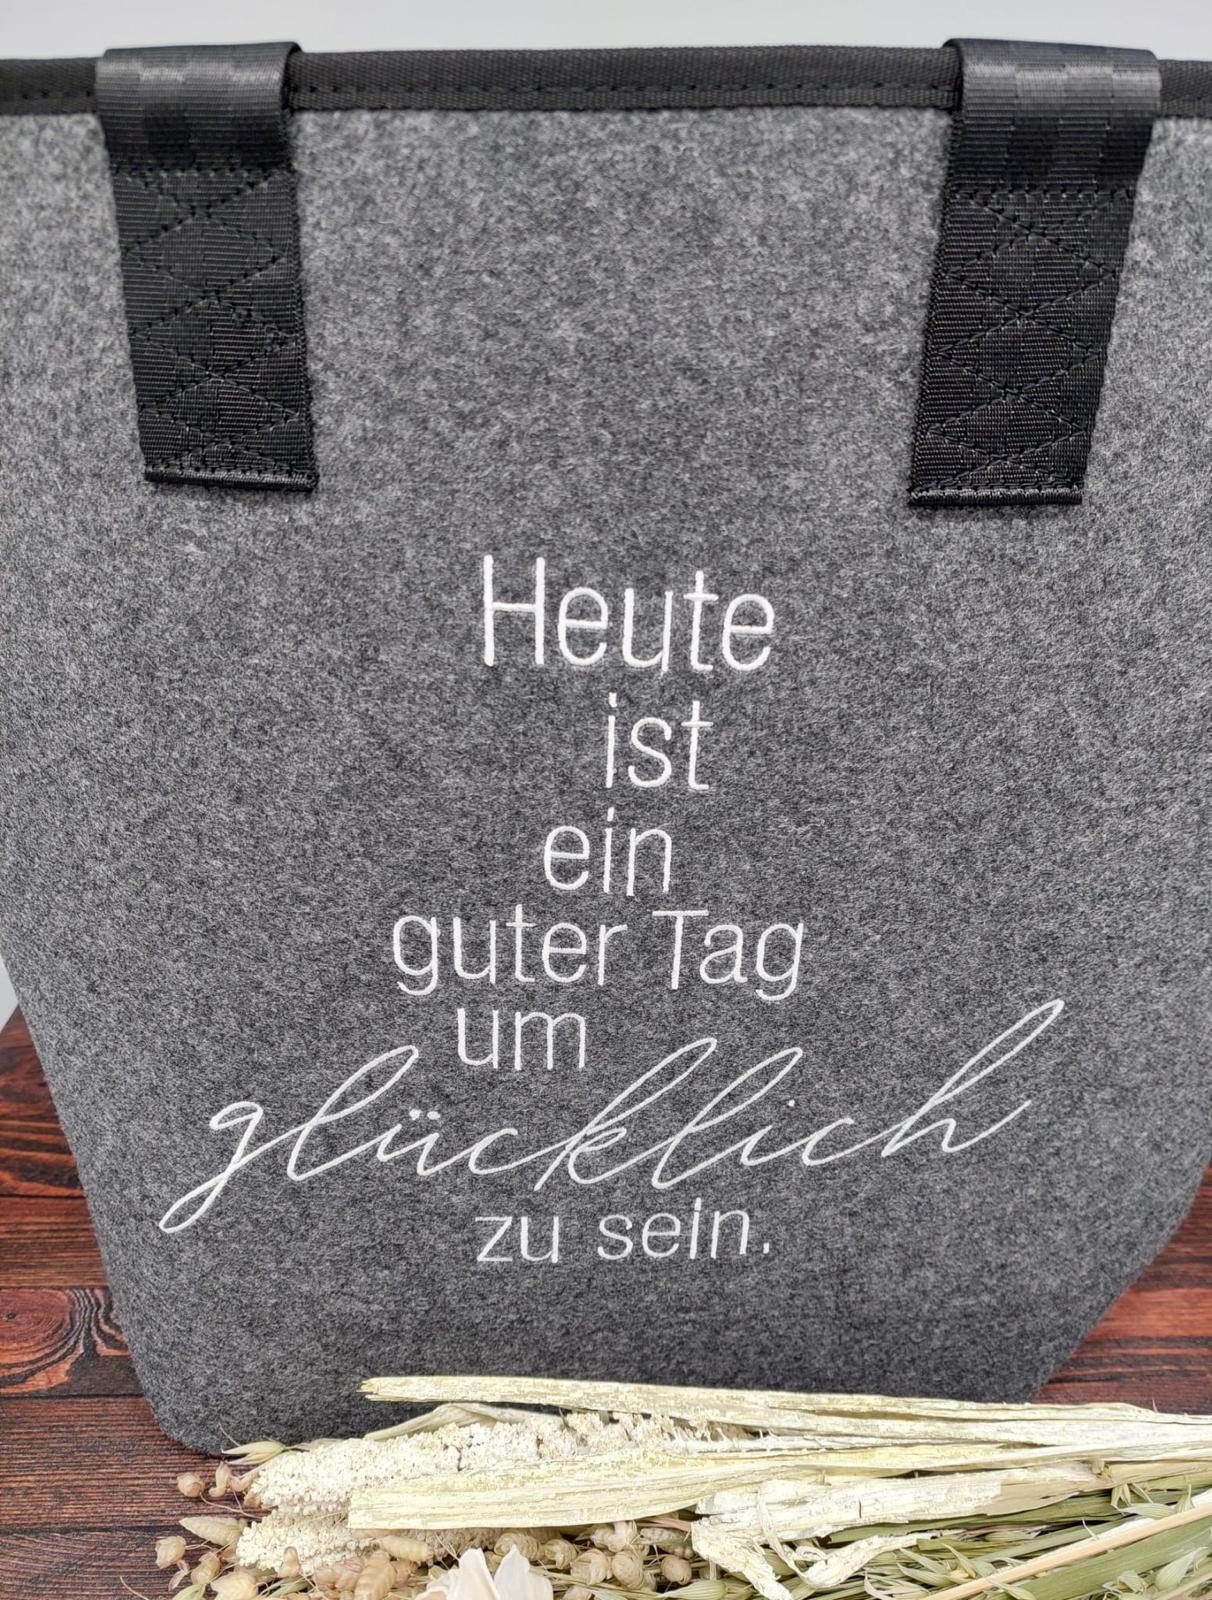 Heute
ist
ein
guter Tag
um
glücklich
zu sein.